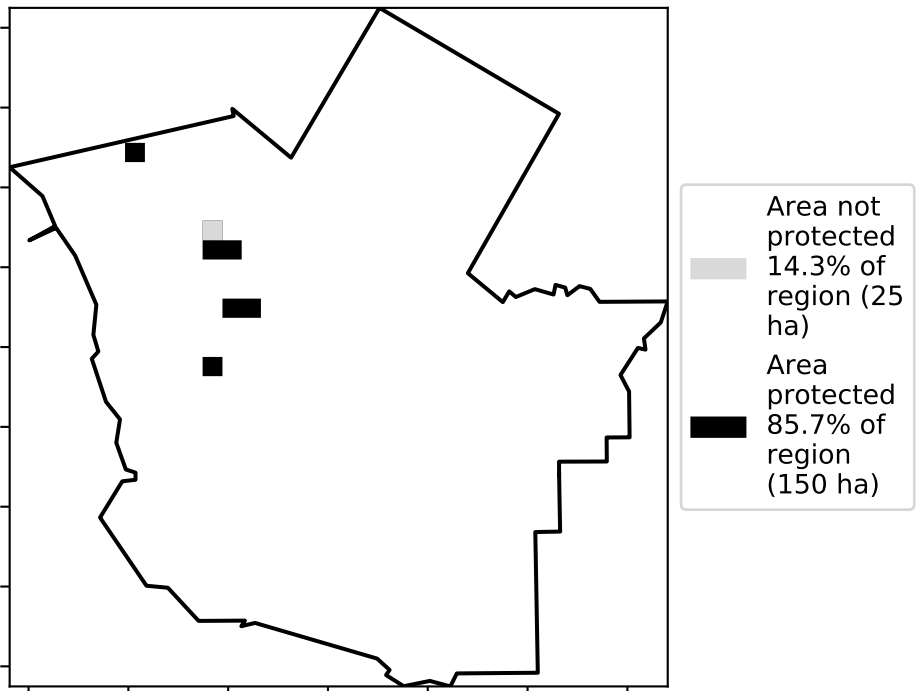 Area not
protected
14.3% of
region (25
ha)
Area
protected
85.7% of
region
(150 ha)